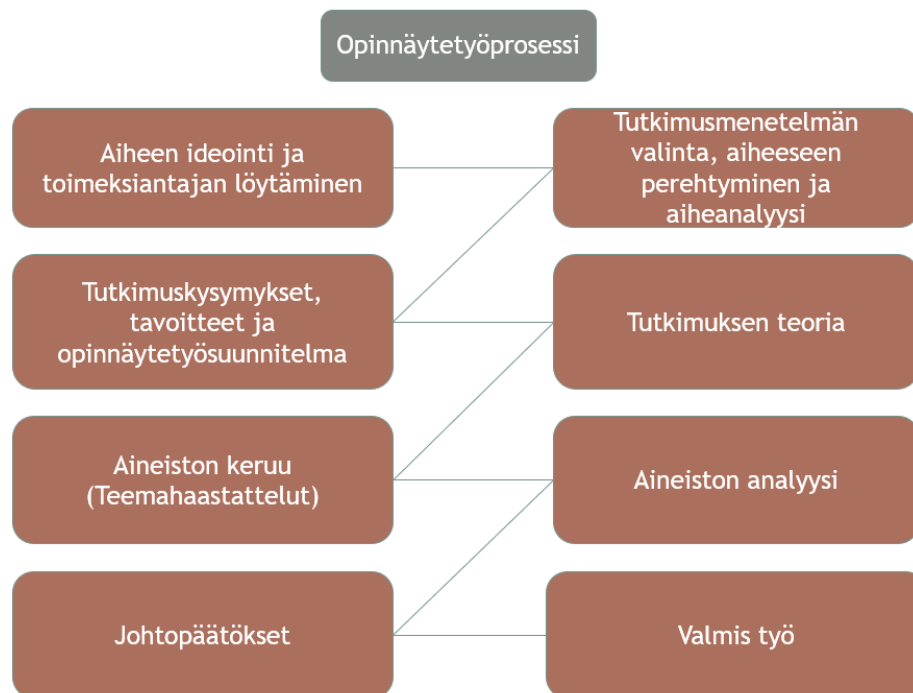 Opinnäytetyöprosessi
Aiheen ideointi ja
toimeksiantajan löytäminen
Tutkimusmenetelmän
valinta, aiheeseen
perehtyminen ja
aiheanalyysi
Tutkimuskysymykset,
tavoitteet ja
opinnäytetyösuunnitelma
Tutkimuksen teoria
Aineiston keruu
(Teemahaastattelut)
Aineiston analyysi
Johtopäätökset
Valmis työ